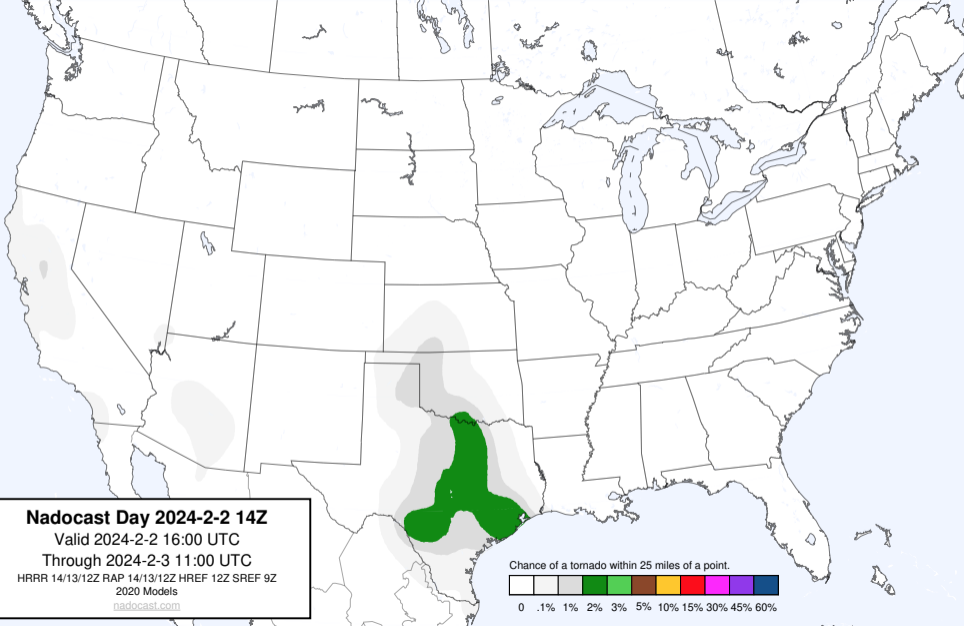 Nadocast Day 2024-2-2 14Z
Valid 2024-2-2 16:00 UTC
Through 2024-2-3 11:00 UTC
HRRR 14/13/12Z RAP 14/13/12Z HREF 12Z SREF 9Z
2020 Models
nadocast.com
Chance of a tornado within 25 miles of a point.
0 .1% 1% 2% 3% 5% 10% 15% 30% 45% 60%